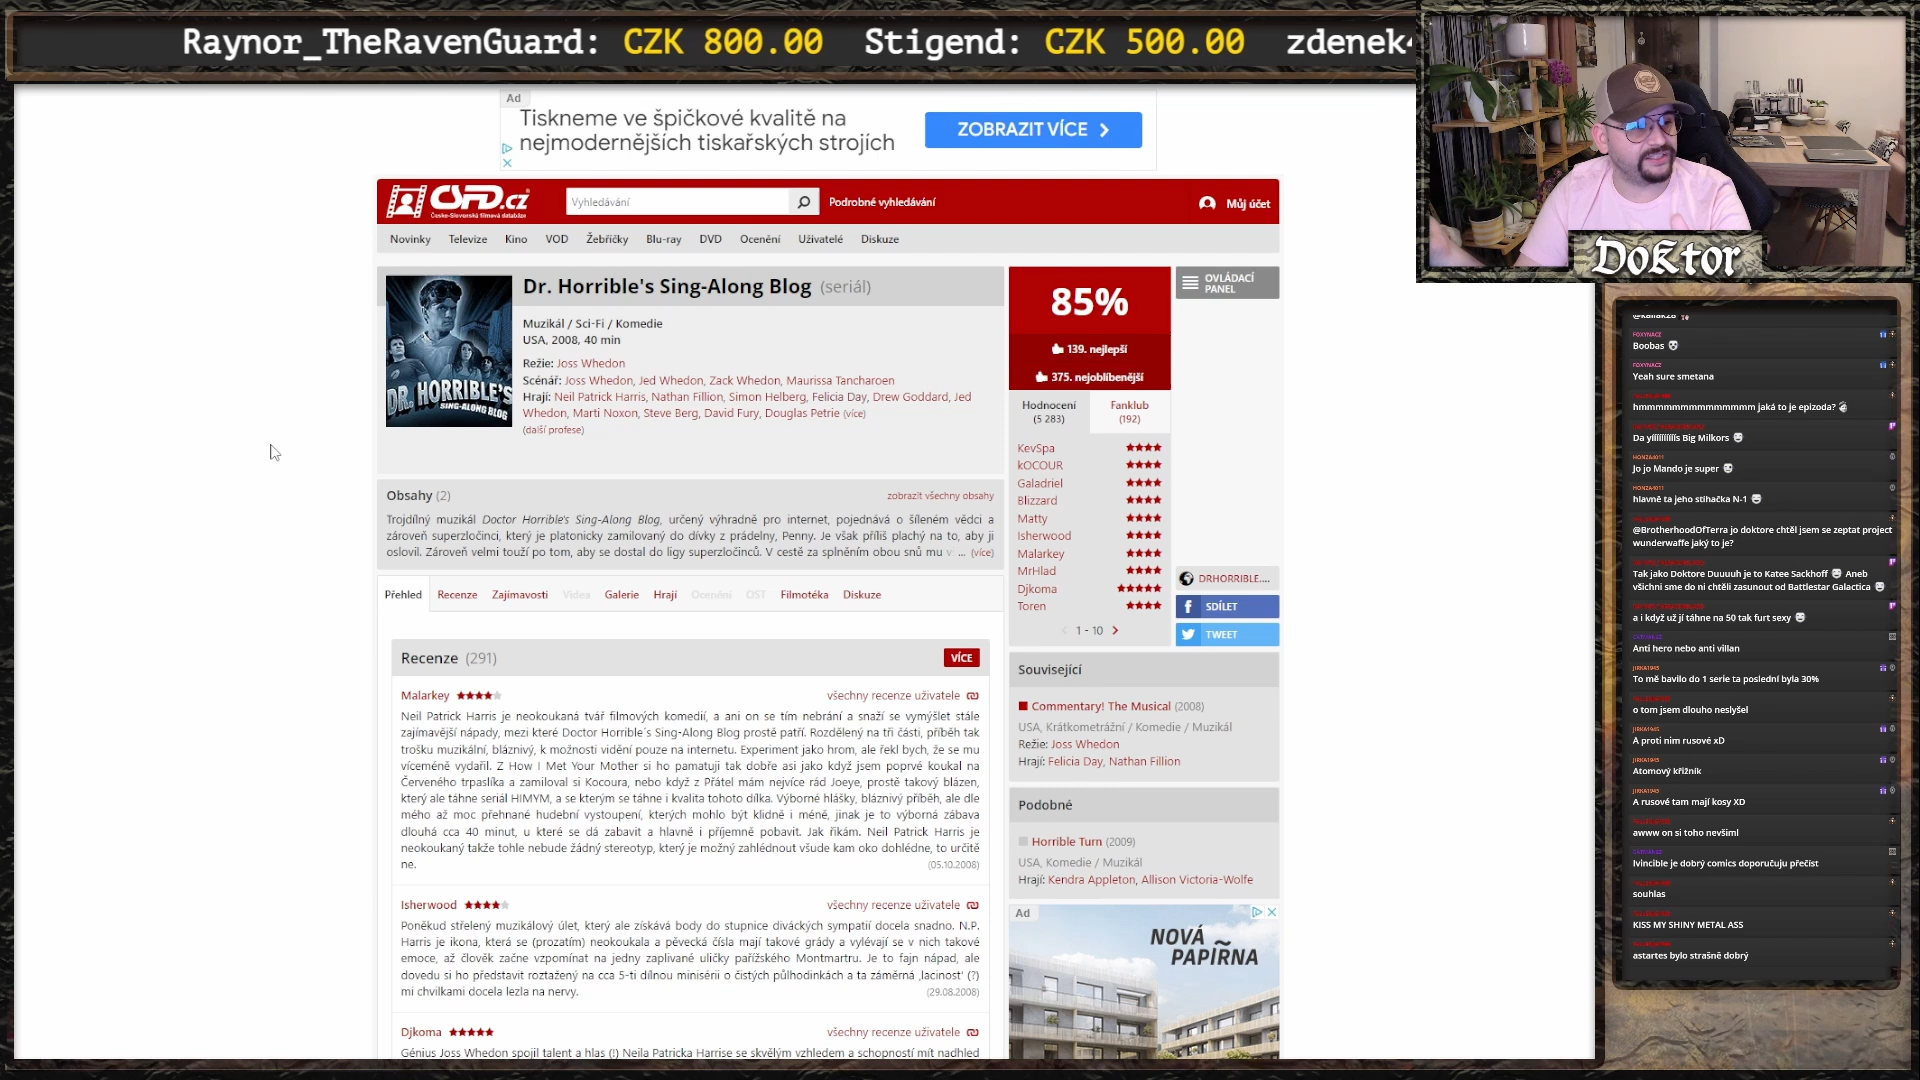 Raynor_TheRavenGuard: CZK 800.00 Stigend: CZK 500.00 zdenek
Ad
Tiskneme ve špičkové kvalitě na
nejmodernějších tiskařských strojích
ZOBRAZIT VÍCE
ČSFD.cz
Česko-Slovenská filmová databáze
Vyhledávání
Podrobné vyhledávání
Můj účet
Novinky Televize Kino VOD Žebříčky Blu-ray DVD Ocenění Uživatelé Diskuze
DR. HORRIBLE'S
SING-ALONG BLOG
Dr. Horrible's Sing-Along Blog (seriál)
Muzikál / Sci-Fi / Komedie
USA, 2008, 40 min
Režie: Joss Whedon
Scénář: Joss Whedon, Jed Whedon, Zack Whedon, Maurissa Tancharoen
Hrají: Neil Patrick Harris, Nathan Fillion, Simon Helberg, Felicia Day, Drew Goddard, Jed
Whedon, Marti Noxon, Steve Berg, David Fury, Douglas Petrie (více)
(další profese)
85%
139. nejlepší
375. nejoblíbenější
Hodnocení
(5 283)
Fanklub
(192)
KevSpa
kOCOUR
Galadriel
Blizzard
Matty
Isherwood
Malarkey
MrHlad
Djkoma
Toren
1 - 10
OVLÁDACÍ
PANEL
DRHORRIBLE....
SDÍLET
TWEET
Obsahy (2)
zobrazit všechny obsahy
Trojdílný muzikál Doctor Horrible's Sing-Along Blog, určený výhradně pro internet, pojednává o šíleném vědci a
zároveň superzločinci, který je platonicky zamilovaný do dívky z prádelny, Penny. Je však příliš plachý na to, aby ji
oslovil. Zároveň velmi touží po tom, aby se dostal do ligy superzločinců. V cestě za splněním obou snů mu v ... (více)
Přehled Recenze Zajímavosti Videa Galerie Hrají Ocenění OST Filmotéka Diskuze
Recenze (291)
VÍCE
Malarkey
všechny recenze uživatele
Neil Patrick Harris je neokoukaná tvář filmových komedií, a ani on se tím nebrání a snaží se vymýšlet stále
zajímavější nápady, mezi které Doctor Horrible´s Sing-Along Blog prostě patří. Rozdělený na tři části, příběh tak
trošku muzikální, bláznivý, k možnosti vidění pouze na internetu. Experiment jako hrom, ale řekl bych, že se mu
víceméně vydařil. Z How I Met Your Mother si ho pamatuji tak dobře asi jako když jsem poprvé koukal na
Červeného trpaslíka a zamiloval si Kocoura, nebo když z Přátel mám nejvíce rád Joeye, prostě takový blázen,
který ale táhne seriál HIMYM, a se kterým se táhne i kvalita tohoto dílka. Výborné hlášky, bláznivý příběh, ale dle
mého až moc přehnané hudební vystoupení, kterých mohlo být klidně i méně, jinak je to výborná zábava
dlouhá cca 40 minut, u které se dá zabavit a hlavně i příjemně pobavit. Jak říkám. Neil Patrick Harris je
neokoukaný takže tohle nebude žádný stereotyp, který je možný zahlédnout všude kam oko dohlédne, to určitě
ne.
(05.10.2008)
Isherwood
všechny recenze uživatele
Poněkud střelený muzikálový úlet, který ale získává body do stupnice diváckých sympatií docela snadno. N.P.
Harris je ikona, která se (prozatím) neokoukala a pěvecká čísla mají takové grády a vylévají se v nich takové
emoce, až člověk začne vzpomínat na jedny zaplivané uličky pařížského Montmartru. Je to fajn nápad, ale
dovedu si ho představit roztažený na cca 5-ti dílnou minisérii o čistých půlhodinkách a ta záměrná ‚lacinost' (?)
mi chvilkami docela lezla na nervy.
(29.08.2008)
Djkoma
všechny recenze uživatele
Génius Joss Whedon spojil talent a hlas (!) Neila Patricka Harrise se skvělým vzhledem a schopností mít nadhled
Související
Commentary! The Musical (2008)
USA, Krátkometrážní / Komedie / Muzikál
Režie: Joss Whedon
Hrají: Felicia Day, Nathan Fillion
Podobné
Horrible Turn (2009)
USA, Komedie / Muzikál
Hrají: Kendra Appleton, Allison Victoria-Wolfe
Ad
NOVÁ
PAPÍRNA
Doktor
FOXYNACZ
Boobas
FOXYNACZ
Yeah sure smetana
hmmmmmmmmmmmmm jaká to je epizoda?
Da yíííííííííís Big Milkors
HONZA4011
Jo jo Mando je super
HONZA4011
hlavně ta jeho stíhačka N-1
@BrotherhoodOfTerra jo doktore chtěl jsem se zeptat project
wunderwaffe jaký to je?
Tak jako Doktore Duuuuh je to Katee Sackhoff Aneb
všichni sme do ni chtěli zasunout od Battlestar Galactica
a i když už jí táhne na 50 tak furt sexy
Anti hero nebo anti villan
JIRKA1945
To mě bavilo do 1 serie ta poslední byla 30%
o tom jsem dlouho neslyšel
JIRKA1945
A proti nim rusové xD
JIRKA1945
Atomový křižník
JIRKA1945
A rusové tam mají kosy XD
awww on si toho nevšiml
Ivincible je dobrý comics doporučuju přečíst
souhlas
KISS MY SHINY METAL ASS
astartes bylo strašně dobrý